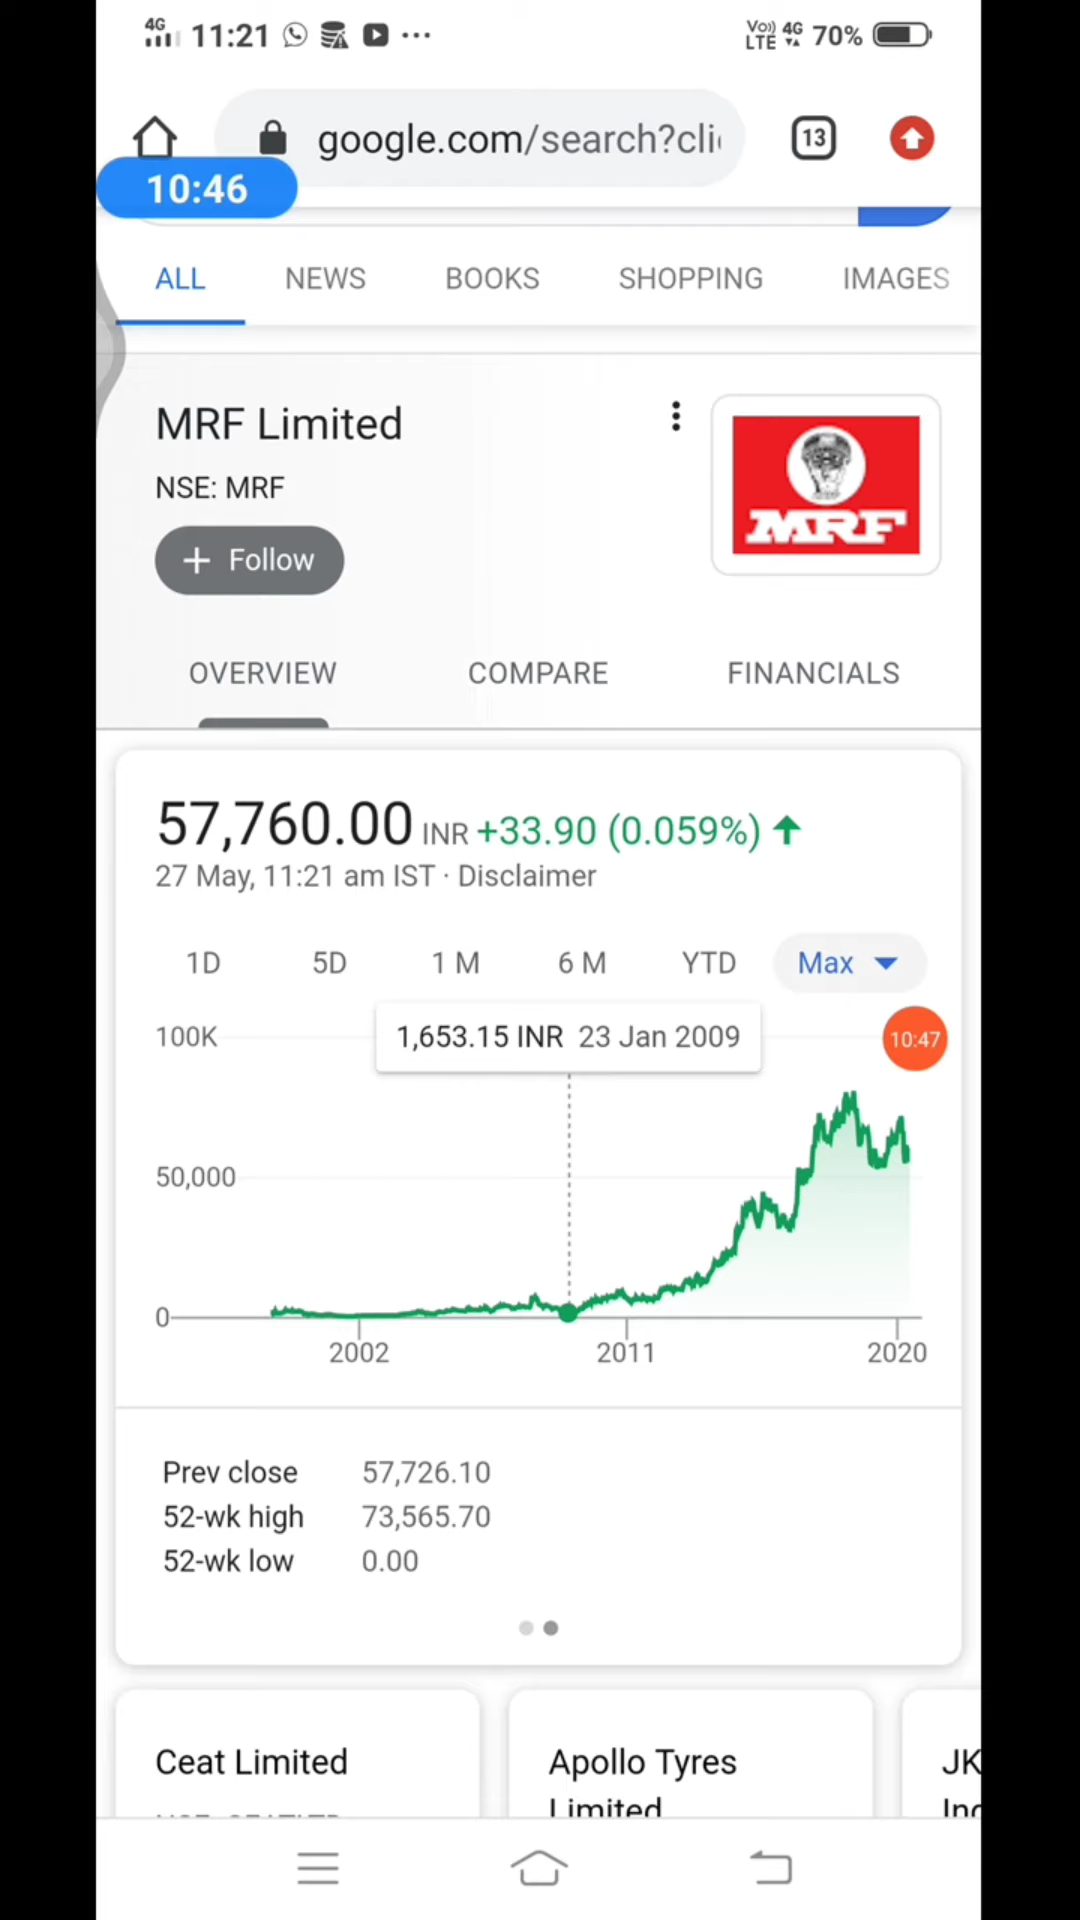 4G 11:21 ... Vo)) LTE 4G 70%
google.com/search?cli
13
10:46
ALL NEWS BOOKS SHOPPING IMAGES
MRF Limited
NSE: MRF
+ Follow
MRF
OVERVIEW COMPARE FINANCIALS
57,760.00 INR +33.90 (0.059%)
27 May, 11:21 am IST · Disclaimer
1D 5D 1 M 6 M YTD Max
1,653.15 INR 23 Jan 2009
100K
10:47
50,000
0
2002 2011 2020
Prev close 57,726.10
52-wk high 73,565.70
52-wk low 0.00
Ceat Limited
Apollo Tyres
Limited
JK